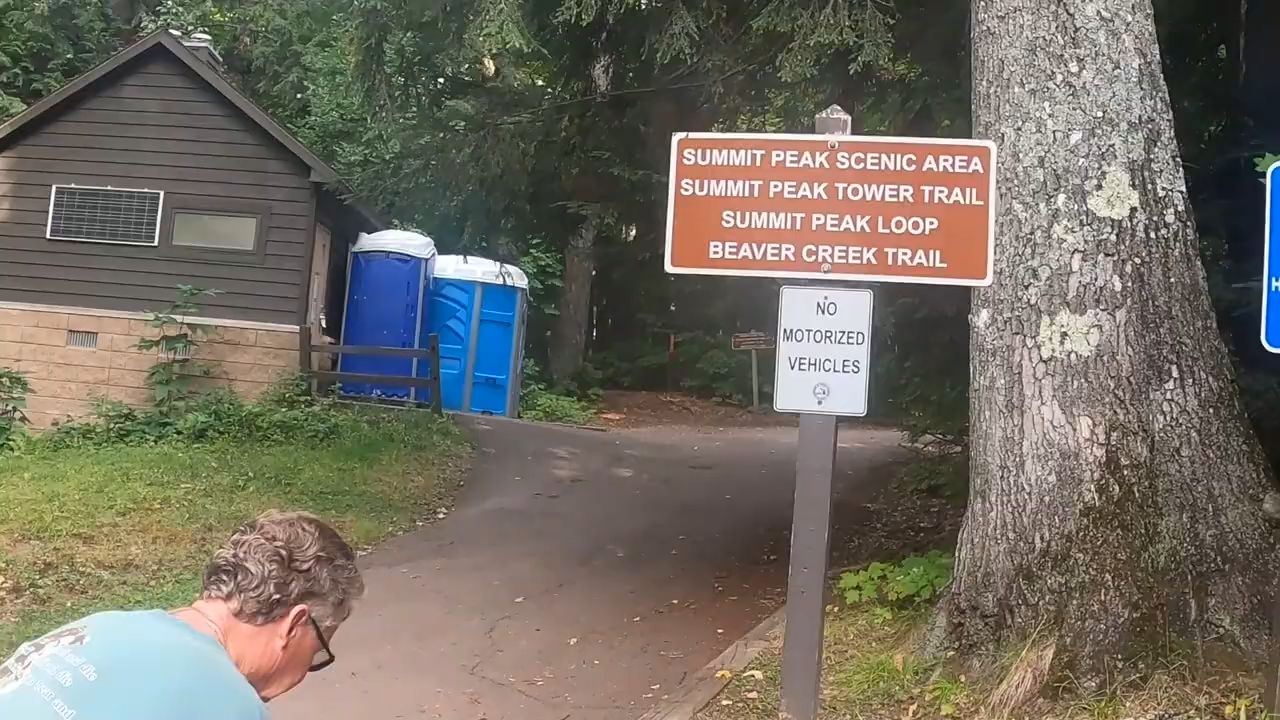 SUMMIT PEAK SCENIC AREA
SUMMIT PEAK TOWER TRAIL
SUMMIT PEAK LOOP
BEAVER CREEK TRAIL
NO
MOTORIZED
VEHICLES
H